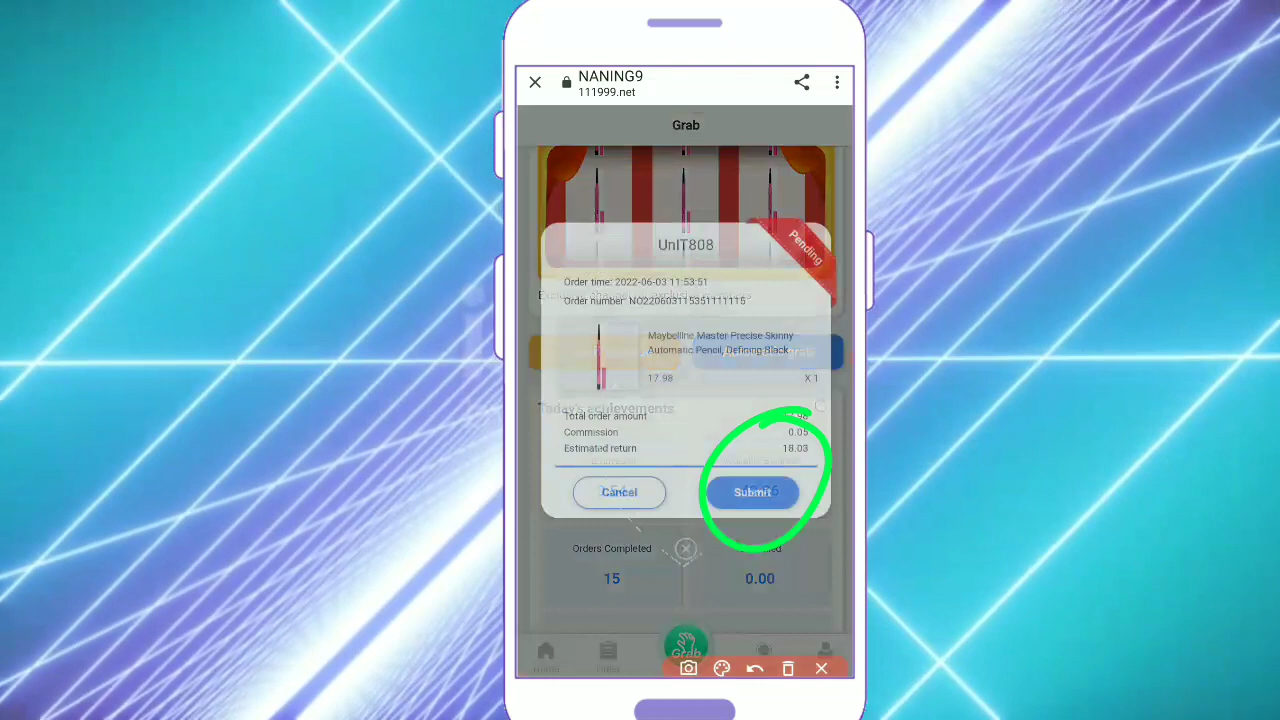 NANING9
111999.net
Grab
UnIT808
Pending
Order time: 2022-06-03 11:53:51
Order number: NO220603115351111115
Maybelline Master Precise Skinny
Automatic Pencil, Defining Black
17.98 X 1
Today's achievements
Total order amount
Commission 0.05
Estimated return 18.03
Cancel Submit
Orders Completed
15 0.00
Grab